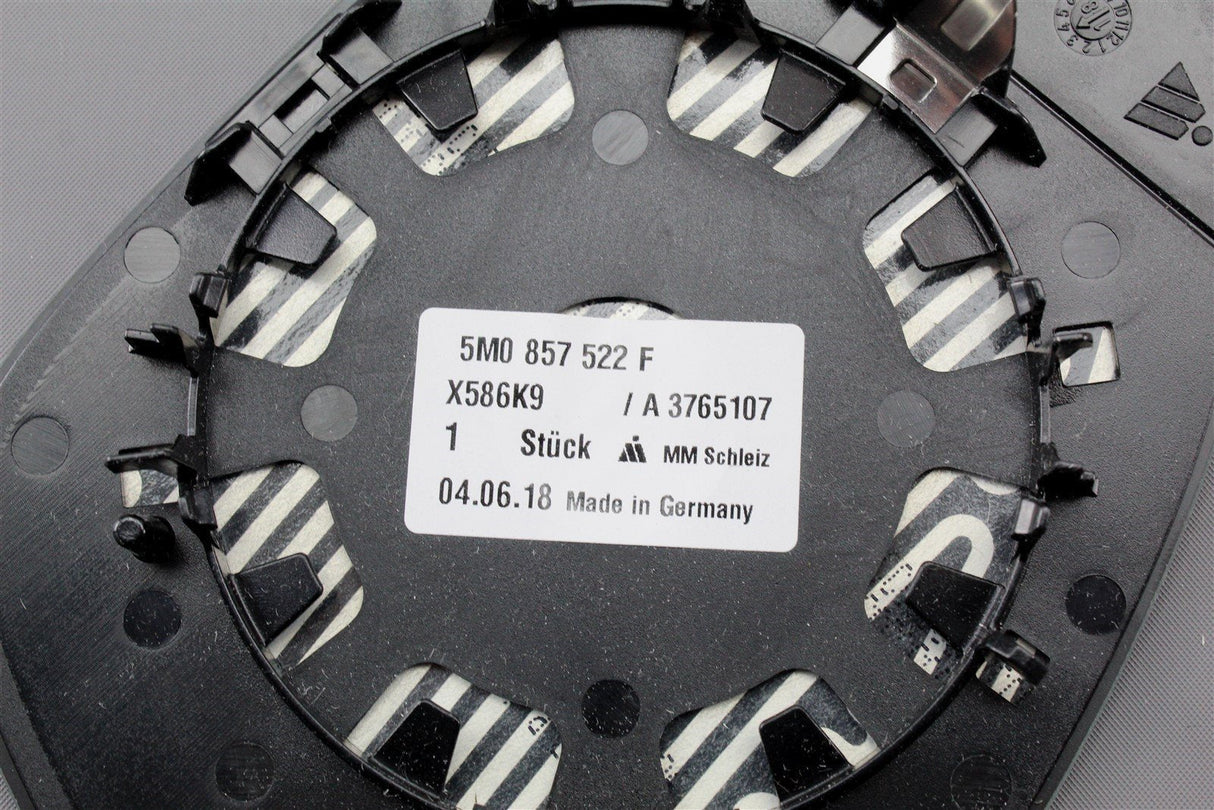 5M0 857 522 F
X586K9 / A 3765107
1 Stück MM Schleiz
04.06.18 Made in Germany